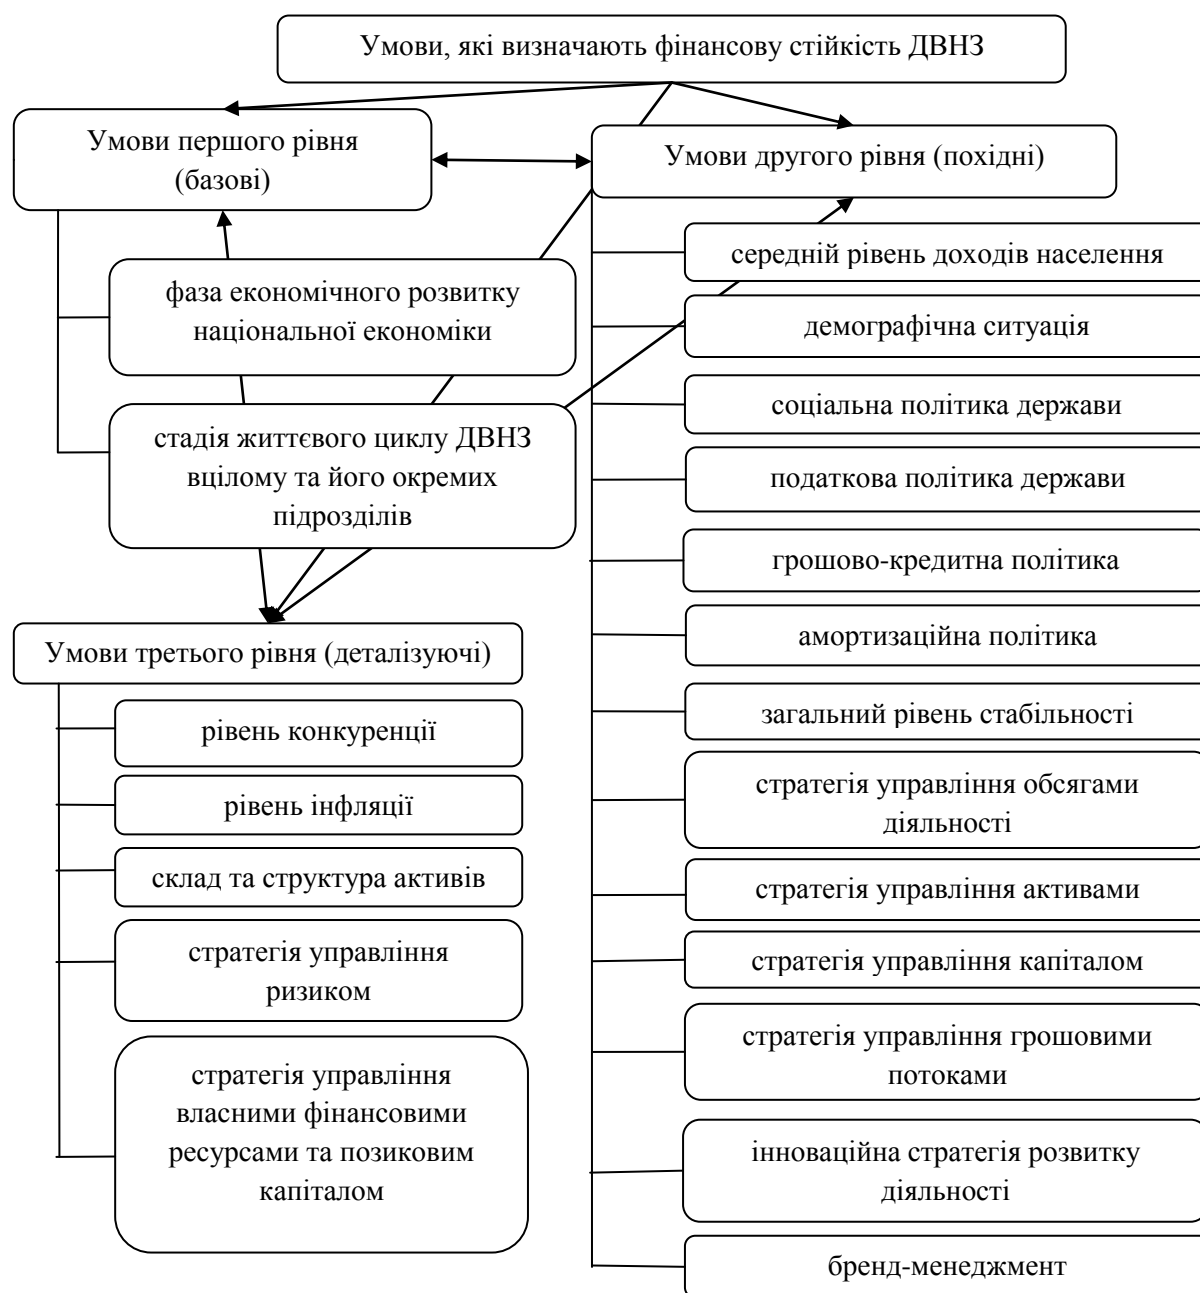 Умови, які визначають фінансову стійкість ДВНЗ
Умови першого рівня
(базові)
фаза економічного розвитку
національної економіки
стадія життєвого циклу ДВНЗ
вцілому та його окремих
підрозділів
Умови другого рівня (похідні)
середній рівень доходів населення
демографічна ситуація
соціальна політика держави
податкова політика держави
грошово-кредитна політика
амортизаційна політика
загальний рівень стабільності
стратегія управління обсягами
діяльності
стратегія управління активами
стратегія управління капіталом
стратегія управління грошовими
потоками
інноваційна стратегія розвитку
діяльності
бренд-менеджмент
Умови третього рівня (деталізуючі)
рівень конкуренції
рівень інфляції
склад та структура активів
стратегія управління
ризиком
стратегія управління
власними фінансовими
ресурсами та позиковим
капіталом